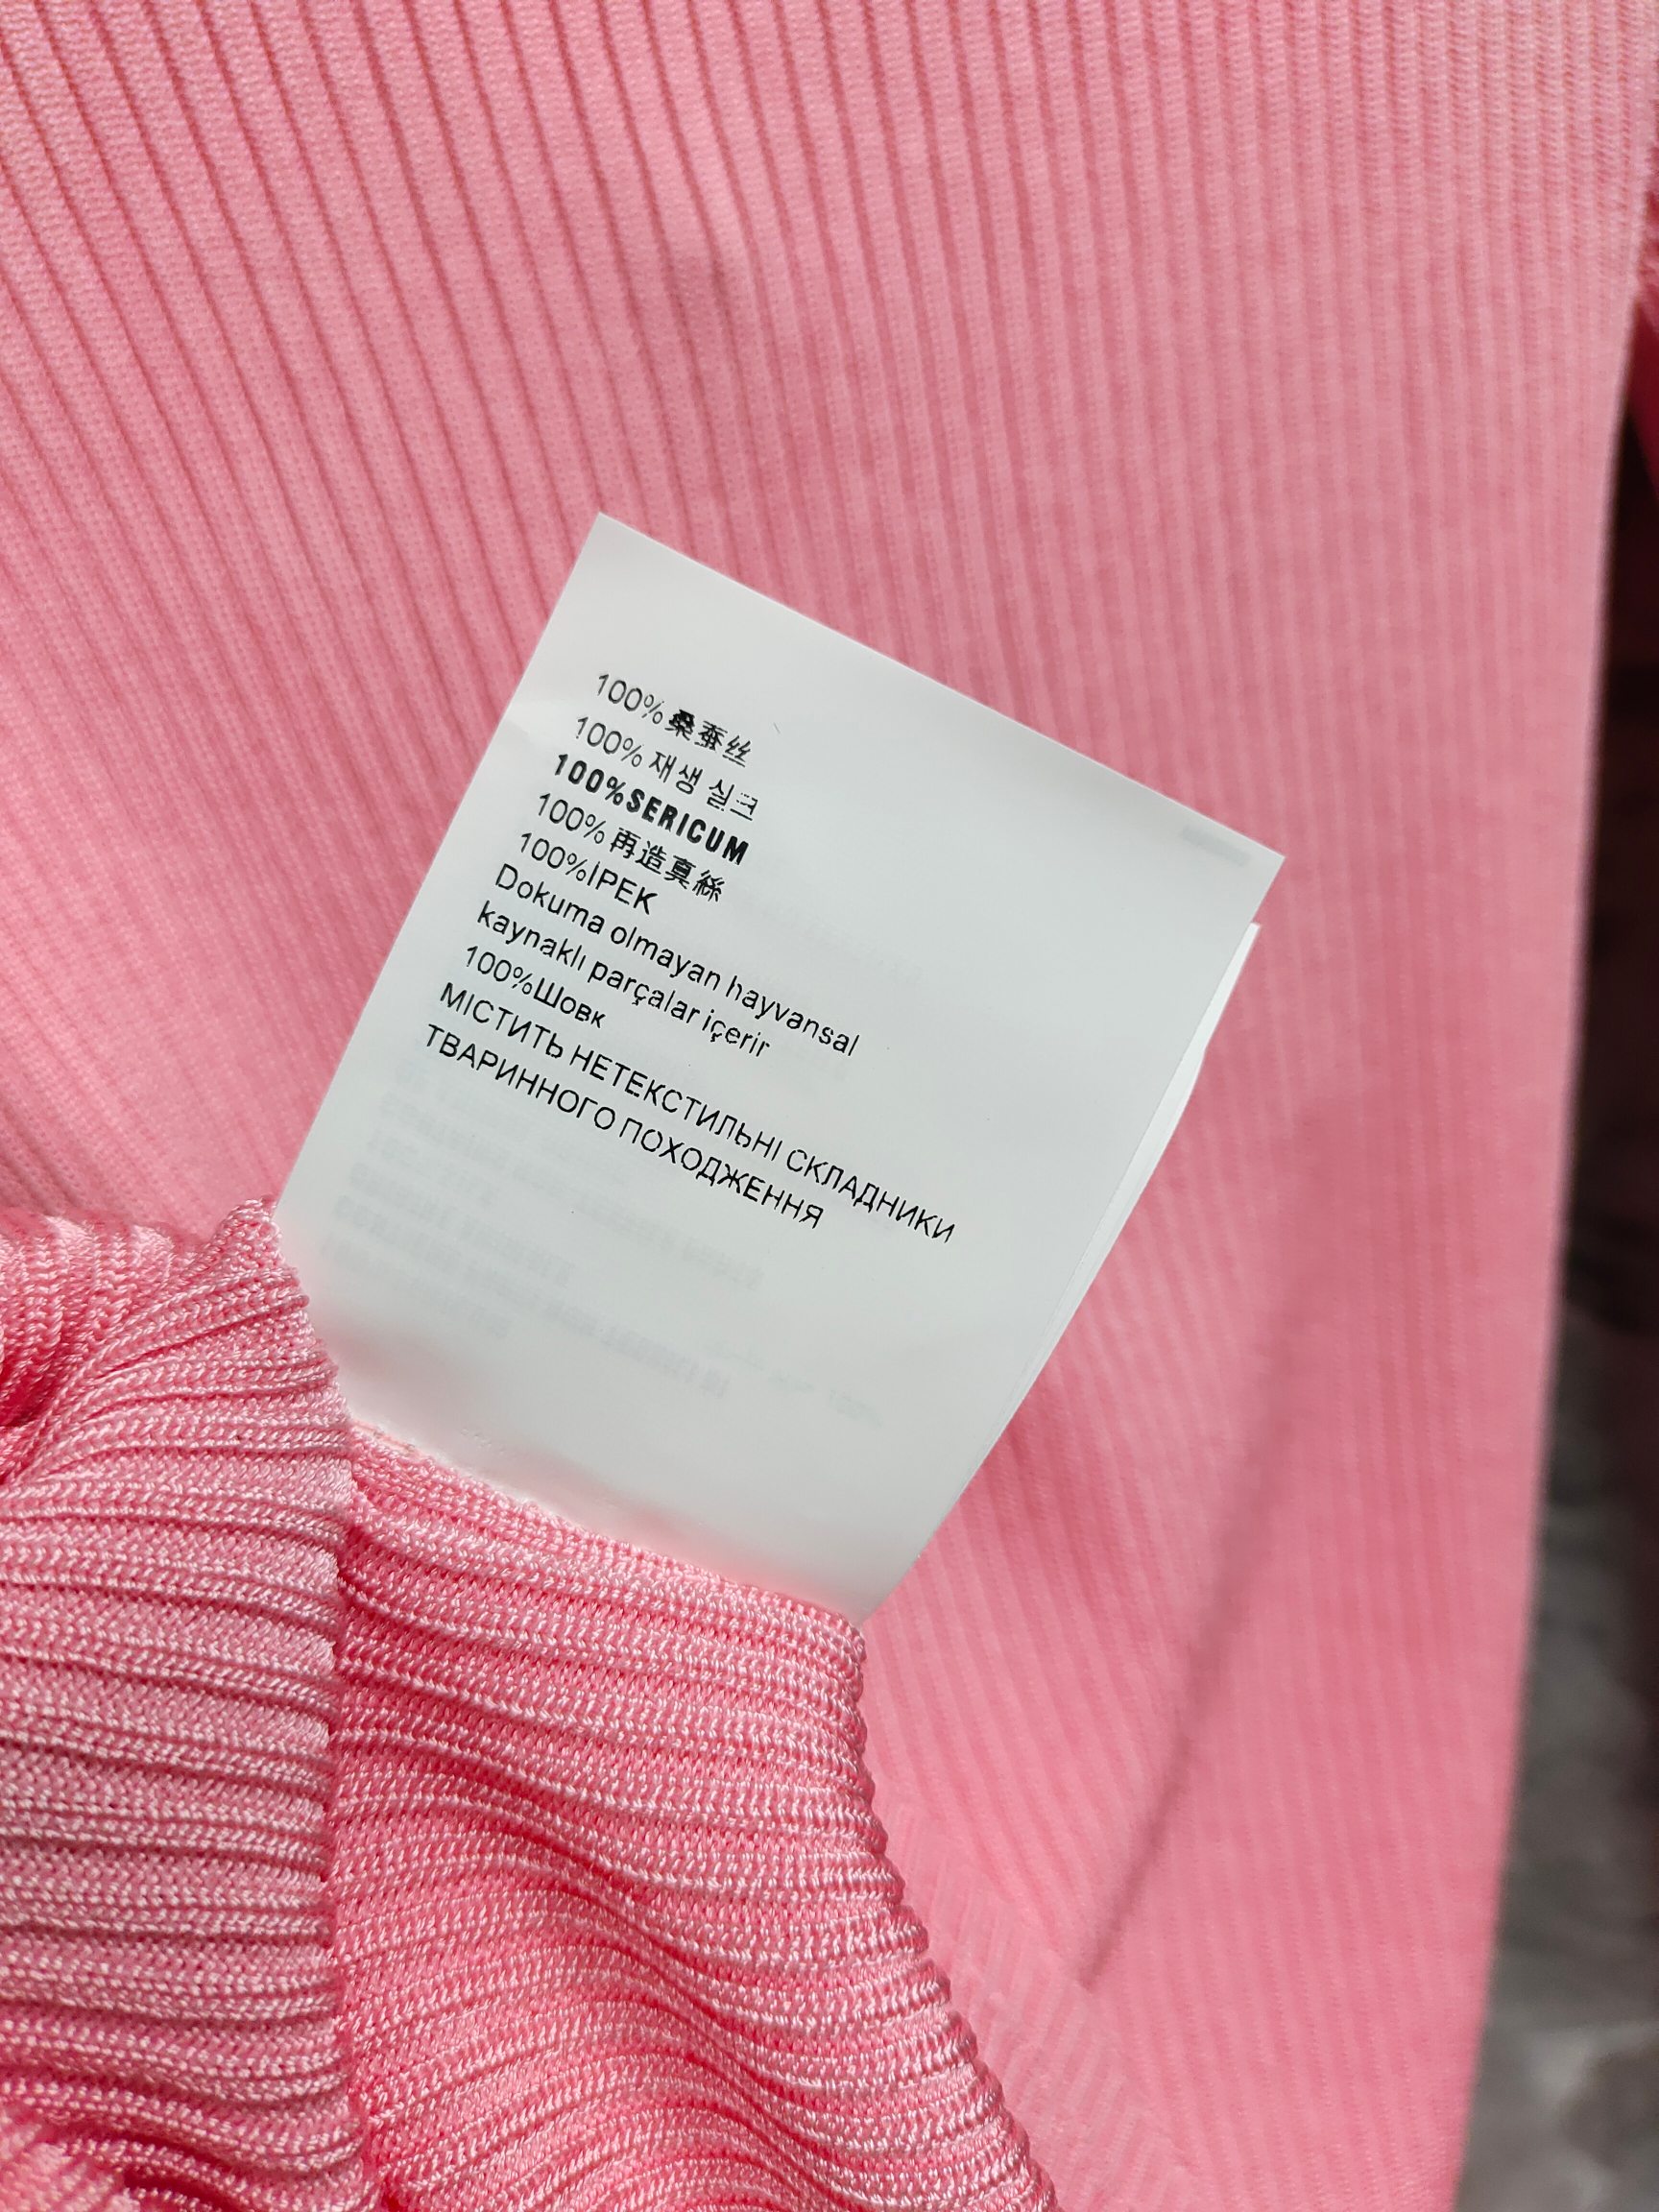 100%桑蚕丝
100% 재생 실크
100%SERICUM
100% 再造真絲
100%İPEK
Dokuma olmayan hayvansal
kaynaklı parçalar içerir
100%Шовк
МІСТИТЬ НЕТЕКСТИЛЬНІ СКЛАДНИКИ
ТВАРИННОГО ПОХОДЖЕННЯ